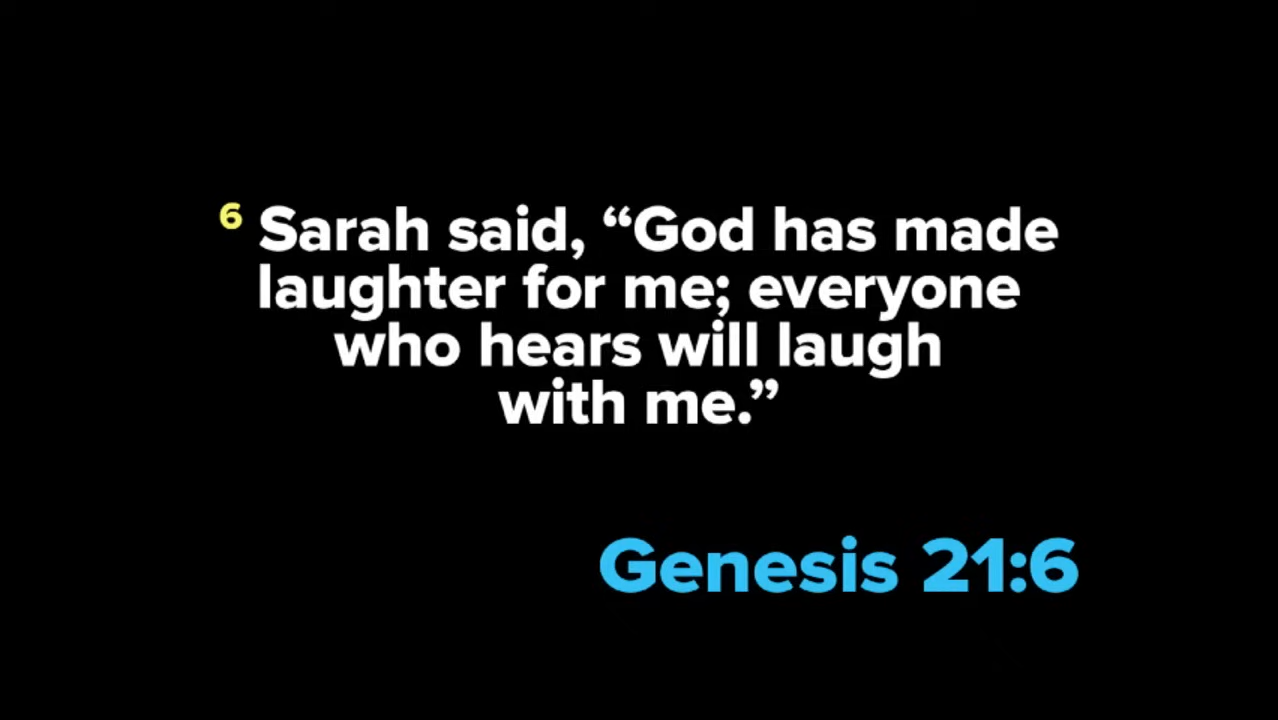 6 Sarah said, “God has made
laughter for me; everyone
who hears will laugh
with me.”
Genesis 21:6